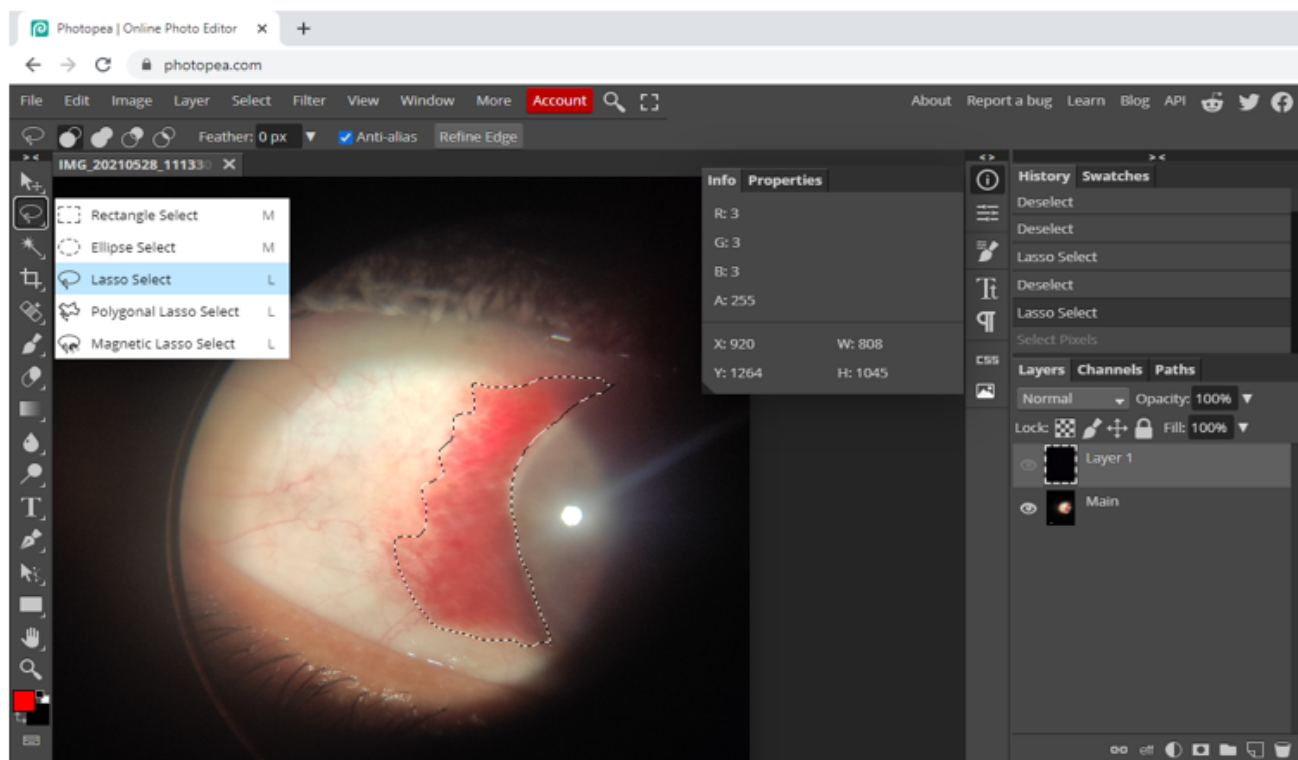 Photopea | Online Photo Editor
photopea.com
File Edit Image Layer Select Filter View Window More Account
About Report a bug Learn Blog API
Feather: 0 px Anti-alias Refine Edge
IMG_20210528_11133
Rectangle Select M
Ellipse Select M
Lasso Select L
Polygonal Lasso Select L
Magnetic Lasso Select L
Info Properties
R: 3
G: 3
B: 3
A: 255
X: 920 W: 808
Y: 1264 H: 1045
CSS
History Swatches
Deselect
Deselect
Lasso Select
Deselect
Lasso Select
Select Pixels
Layers Channels Paths
Normal Opacity: 100%
Lock: Fill: 100%
Layer 1
Main
eff